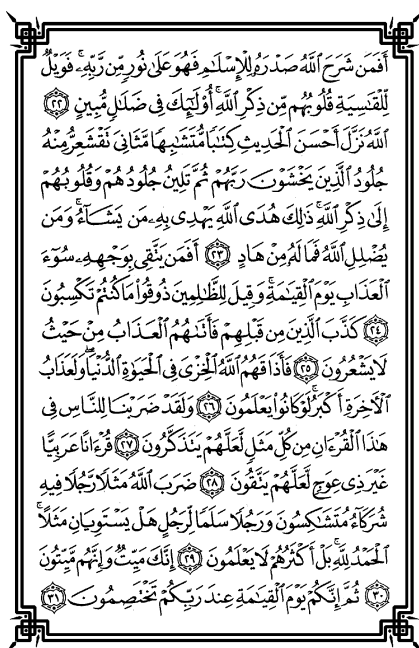 أَفَمَن شَرَحَ ٱللَّهُ صَدْرَهُۥ لِلْإِسْلَـٰمِ فَهُوَ عَلَىٰ نُورٍ مِّن رَّبِّهِۦ ۚ فَوَيْلٌ
لِّلْقَـٰسِيَةِ قُلُوبُهُم مِّن ذِكْرِ ٱللَّهِ ۚ أُو۟لَـٰٓئِكَ فِى ضَلَـٰلٍ مُّبِينٍ ﴿٢٢﴾
ٱللَّهُ نَزَّلَ أَحْسَنَ ٱلْحَدِيثِ كِتَـٰبًا مُّتَشَـٰبِهًا مَّثَانِىَ تَقْشَعِرُّ مِنْهُ
جُلُودُ ٱلَّذِينَ يَخْشَوْنَ رَبَّهُمْ ثُمَّ تَلِينُ جُلُودُهُمْ وَقُلُوبُهُمْ
إِلَىٰ ذِكْرِ ٱللَّهِ ۚ ذَٰلِكَ هُدَى ٱللَّهِ يَهْدِى بِهِۦ مَن يَشَآءُ ۚ وَمَن
يُضْلِلِ ٱللَّهُ فَمَا لَهُۥ مِنْ هَادٍ ﴿٢٣﴾ أَفَمَن يَتَّقِى بِوَجْهِهِۦ سُوٓءَ
ٱلْعَذَابِ يَوْمَ ٱلْقِيَـٰمَةِ ۚ وَقِيلَ لِلظَّـٰلِمِينَ ذُوقُوا۟ مَا كُنتُمْ تَكْسِبُونَ
﴿٢٤﴾ كَذَّبَ ٱلَّذِينَ مِن قَبْلِهِمْ فَأَتَىٰهُمُ ٱلْعَذَابُ مِنْ حَيْثُ
لَا يَشْعُرُونَ ﴿٢٥﴾ فَأَذَاقَهُمُ ٱللَّهُ ٱلْخِزْىَ فِى ٱلْحَيَوٰةِ ٱلدُّنْيَا ۖ وَلَعَذَابُ
ٱلْـَٔاخِرَةِ أَكْبَرُ ۚ لَوْ كَانُوا۟ يَعْلَمُونَ ﴿٢٦﴾ وَلَقَدْ ضَرَبْنَا لِلنَّاسِ فِى
هَـٰذَا ٱلْقُرْءَانِ مِن كُلِّ مَثَلٍ لَّعَلَّهُمْ يَتَذَكَّرُونَ ﴿٢٧﴾ قُرْءَانًا عَرَبِيًّا
غَيْرَ ذِى عِوَجٍ لَّعَلَّهُمْ يَتَّقُونَ ﴿٢٨﴾ ضَرَبَ ٱللَّهُ مَثَلًا رَّجُلًا فِيهِ
شُرَكَآءُ مُتَشَـٰكِسُونَ وَرَجُلًا سَلَمًا لِّرَجُلٍ هَلْ يَسْتَوِيَانِ مَثَلًا ۚ
ٱلْحَمْدُ لِلَّهِ ۚ بَلْ أَكْثَرُهُمْ لَا يَعْلَمُونَ ﴿٢٩﴾ إِنَّكَ مَيِّتٌ وَإِنَّهُم مَّيِّتُونَ
﴿٣٠﴾ ثُمَّ إِنَّكُمْ يَوْمَ ٱلْقِيَـٰمَةِ عِندَ رَبِّكُمْ تَخْتَصِمُونَ ﴿٣١﴾